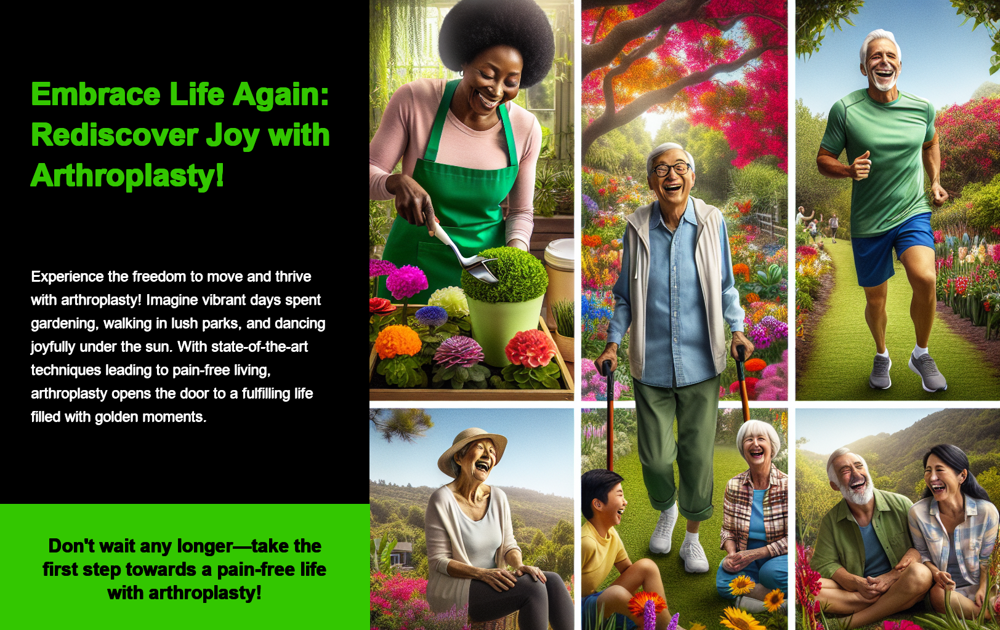 Embrace Life Again:
Rediscover Joy with
Arthroplasty!
Experience the freedom to move and thrive
with arthroplasty! Imagine vibrant days spent
gardening, walking in lush parks, and dancing
joyfully under the sun. With state-of-the-art
techniques leading to pain-free living,
arthroplasty opens the door to a fulfilling life
filled with golden moments.
Don't wait any longer—take the
first step towards a pain-free life
with arthroplasty!